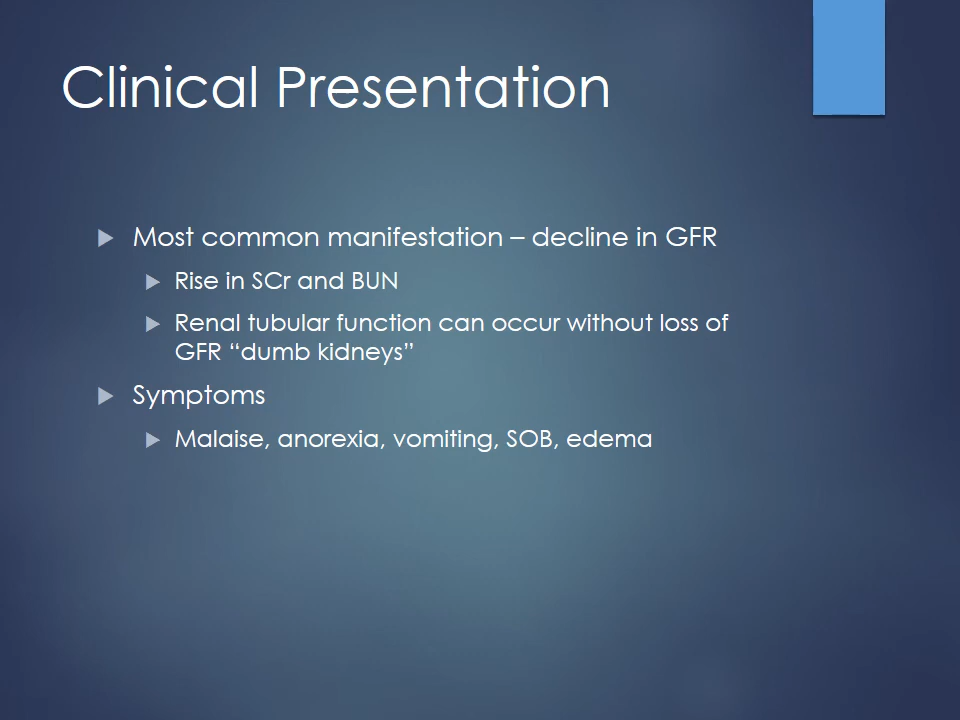 Clinical Presentation
Most common manifestation – decline in GFR
Rise in SCr and BUN
Renal tubular function can occur without loss of
GFR “dumb kidneys”
Symptoms
Malaise, anorexia, vomiting, SOB, edema